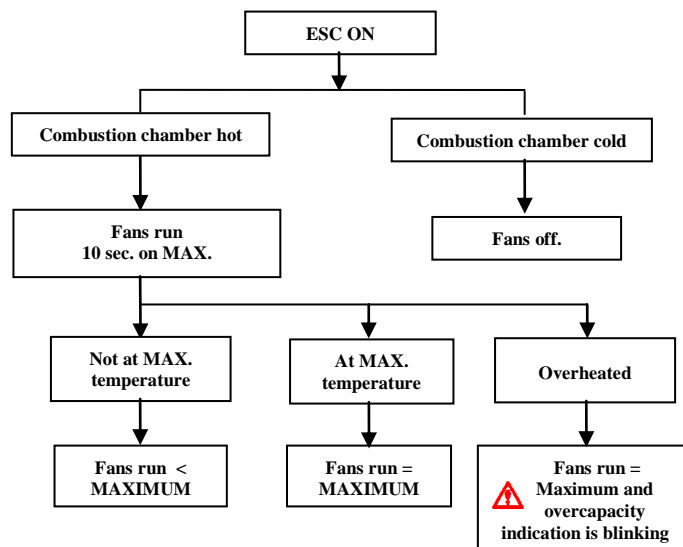 ESC ON
Combustion chamber hot
Combustion chamber cold
Fans run
10 sec. on MAX.
Fans off.
Not at MAX.
temperature
At MAX.
temperature
Overheated
Fans run <
MAXIMUM
Fans run =
MAXIMUM
Fans run =
Maximum and
overcapacity
indication is blinking